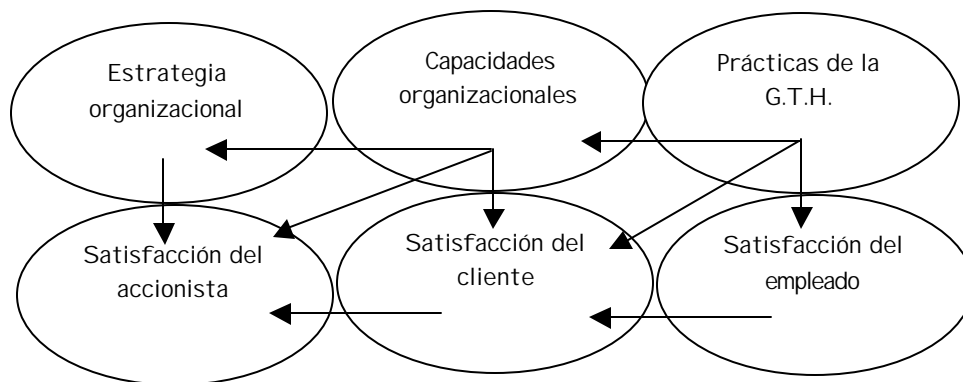 Estrategia
organizacional
Capacidades
organizacionales
Prácticas de la
G.T.H.
Satisfacción del
accionista
Satisfacción del
cliente
Satisfacción del
empleado